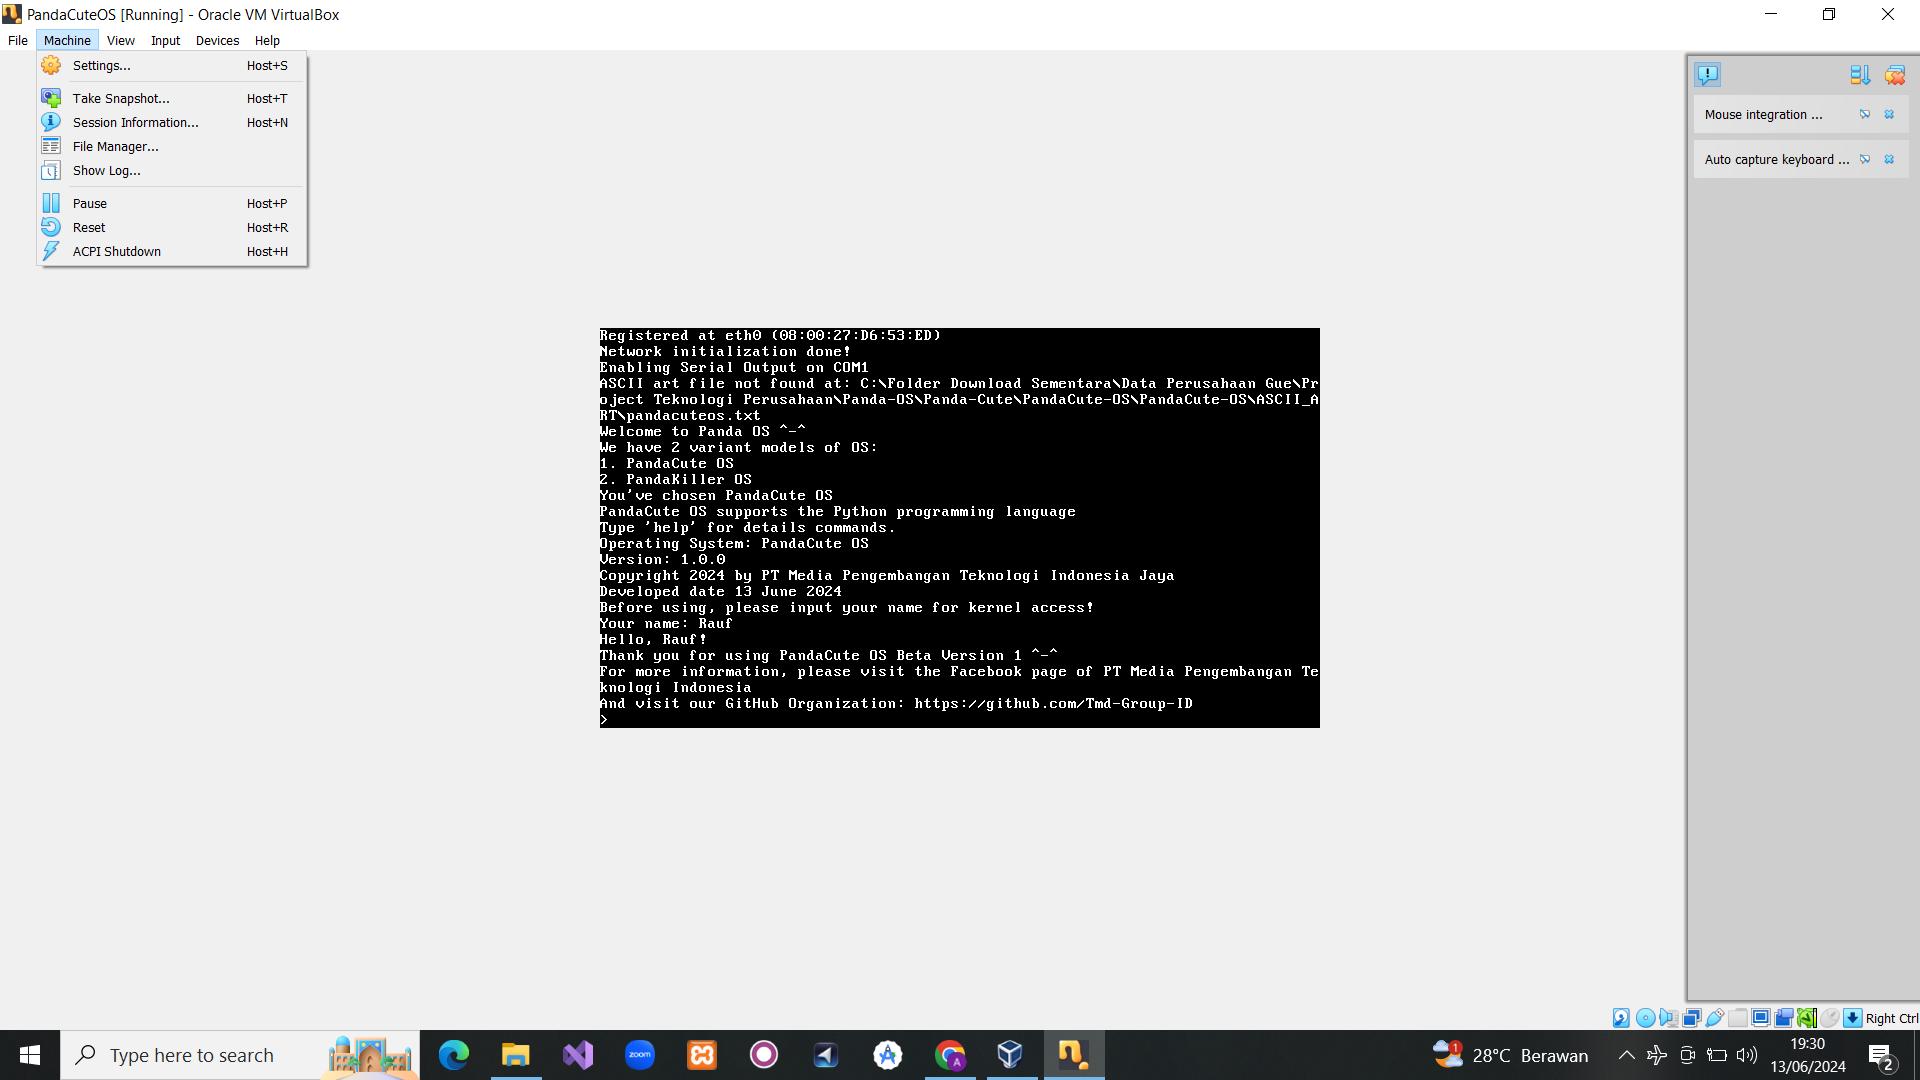 PandaCuteOS [Running] - Oracle VM VirtualBox
File Machine View Input Devices Help
Settings... Host+S
Take Snapshot... Host+T
Session Information... Host+N
File Manager...
Show Log...
Pause Host+P
Reset Host+R
ACPI Shutdown Host+H
Mouse integration ...
Auto capture keyboard ...
Registered at eth0 (08:00:27:D6:53:ED)
Network initialization done!
Enabling Serial Output on COM1
ASCII art file not found at: C:\Folder Download Sementara\Data Perusahaan Gue\Pr
oject Teknologi Perusahaan\Panda-OS\Panda-Cute\PandaCute-OS\PandaCute-OS\ASCII_A
RT\pandacuteos.txt
Welcome to Panda OS ^-^
We have 2 variant models of OS:
1. PandaCute OS
2. PandaKiller OS
You've chosen PandaCute OS
PandaCute OS supports the Python programming language
Type 'help' for details commands.
Operating System: PandaCute OS
Version: 1.0.0
Copyright 2024 by PT Media Pengembangan Teknologi Indonesia Jaya
Developed date 13 June 2024
Before using, please input your name for kernel access!
Your name: Rauf
Hello, Rauf!
Thank you for using PandaCute OS Beta Version 1 ^-^
For more information, please visit the Facebook page of PT Media Pengembangan Te
knologi Indonesia
And visit our GitHub Organization: https://github.com/Tmd-Group-ID
>
Right Ctrl
Type here to search
zoom
A
1
28°C Berawan
19:30
13/06/2024
2